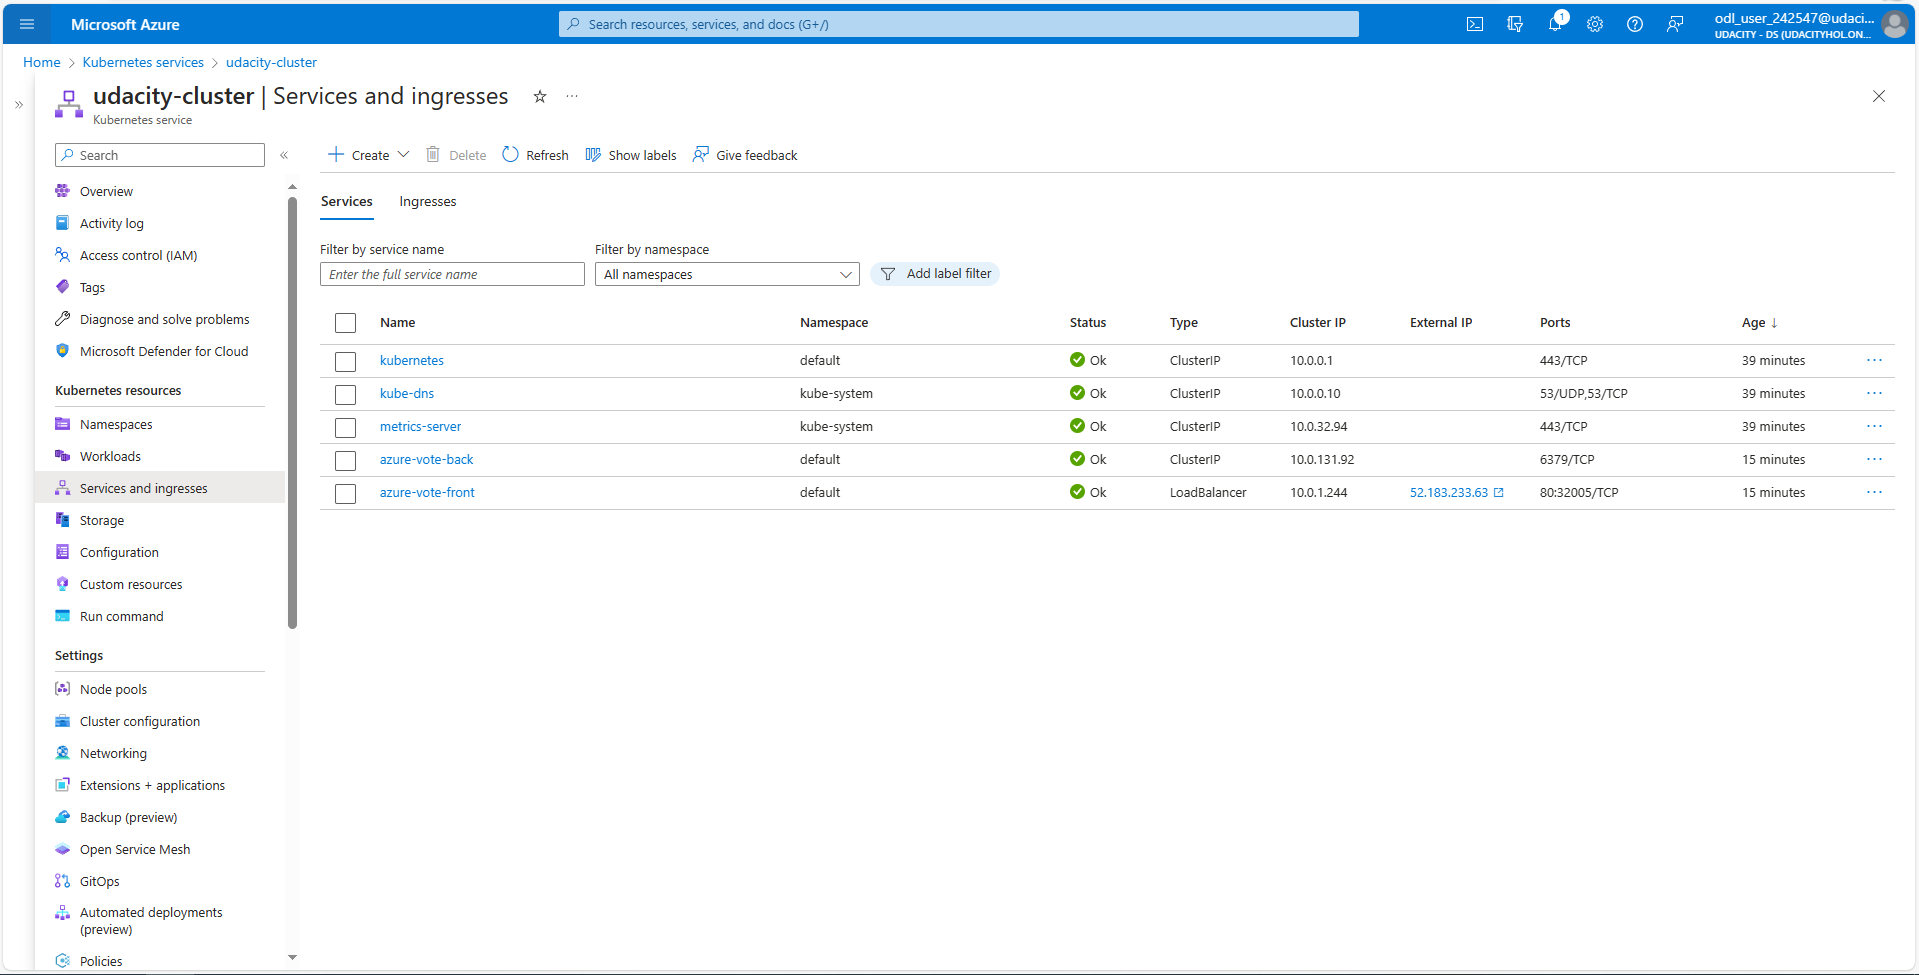 Microsoft Azure
Search resources, services, and docs (G+/)
1
odl_user_242547@udaci...
UDACITY - DS (UDACITYHOL.ON...
Home > Kubernetes services > udacity-cluster
udacity-cluster | Services and ingresses
Kubernetes service
Search
Overview
Activity log
Access control (IAM)
Tags
Diagnose and solve problems
Microsoft Defender for Cloud
Kubernetes resources
Namespaces
Workloads
Services and ingresses
Storage
Configuration
Custom resources
Run command
Settings
Node pools
Cluster configuration
Networking
Extensions + applications
Backup (preview)
Open Service Mesh
GitOps
Automated deployments
(preview)
Policies
Create Delete Refresh Show labels Give feedback
Services Ingresses
Filter by service name Filter by namespace
Enter the full service name All namespaces Add label filter
Name Namespace Status Type Cluster IP External IP Ports Age ↓
kubernetes default Ok ClusterIP 10.0.0.1 443/TCP 39 minutes
kube-dns kube-system Ok ClusterIP 10.0.0.10 53/UDP,53/TCP 39 minutes
metrics-server kube-system Ok ClusterIP 10.0.32.94 443/TCP 39 minutes
azure-vote-back default Ok ClusterIP 10.0.131.92 6379/TCP 15 minutes
azure-vote-front default Ok LoadBalancer 10.0.1.244 52.183.233.63 80:32005/TCP 15 minutes